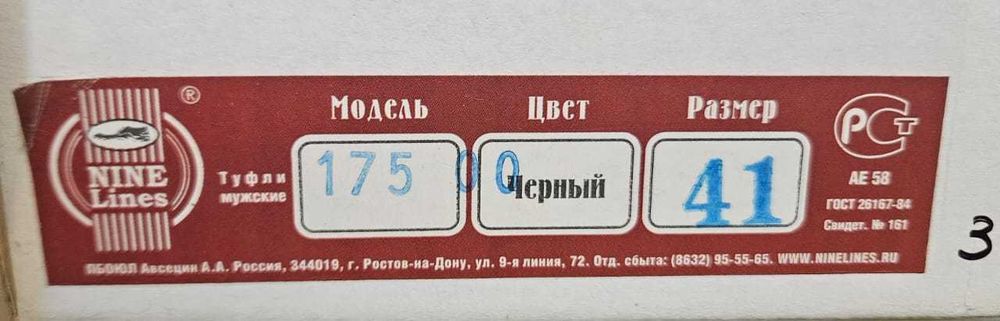 ®
NINE
Lines
Туфли
мужские
Модель
175 00
Цвет
Черный
Размер
41
РСТ
АЕ 58
ГОСТ 26167-84
Свидет. № 161
ПБОЮЛ Авсецин А.А. Россия, 344019, г. Ростов-на-Дону, ул. 9-я линия, 72. Отд. сбыта: (8632) 95-55-65. WWW.NINELINES.RU
3